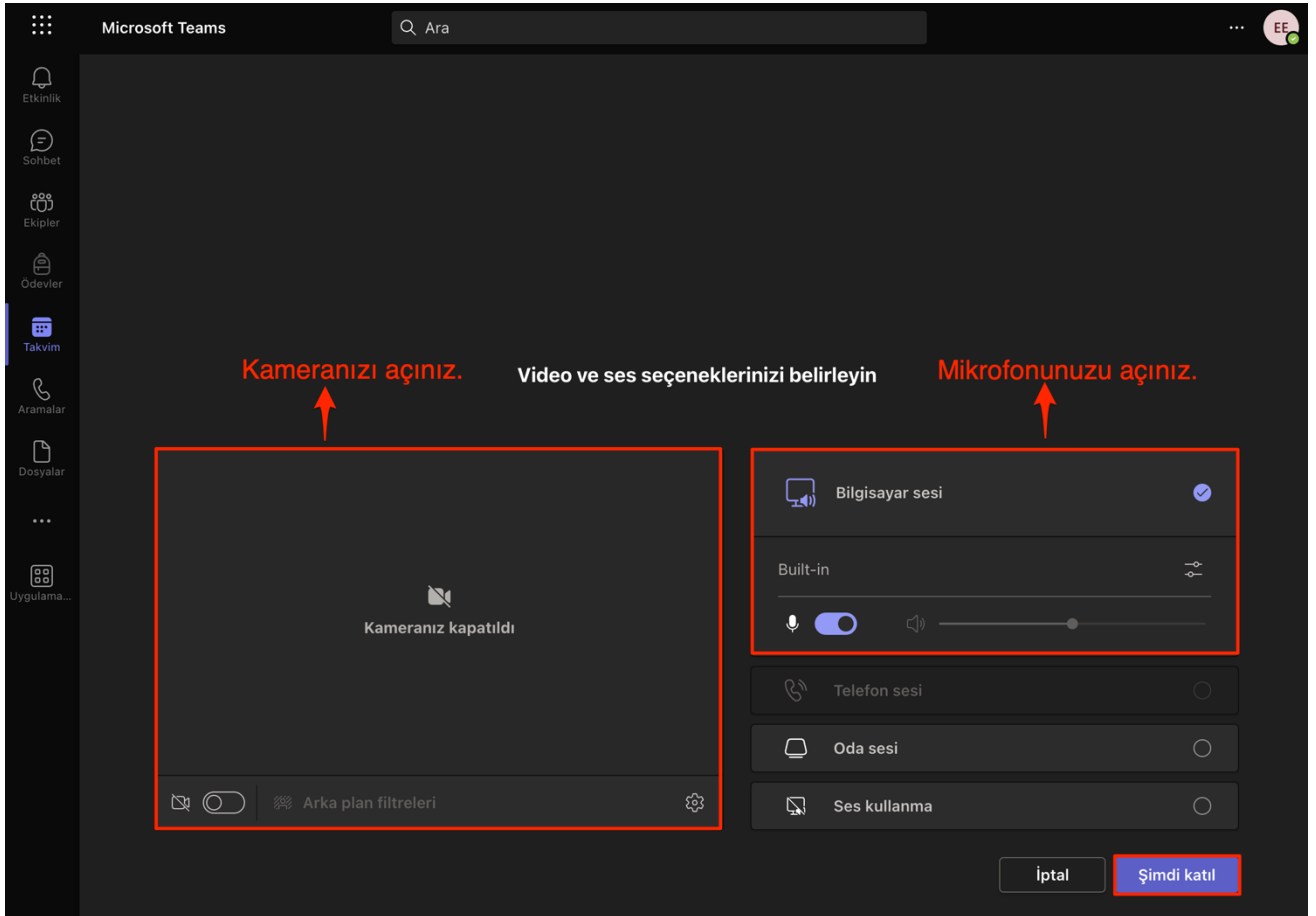 Microsoft Teams
Ara
EE
Etkinlik
Sohbet
Ekipler
Ödevler
Takvim
Aramalar
Dosyalar
Uygulama...
Kameranızı açınız.
Video ve ses seçeneklerinizi belirleyin
Mikrofonunuzu açınız.
Kameranız kapatıldı
Arka plan filtreleri
Bilgisayar sesi
Built-in
Telefon sesi
Oda sesi
Ses kullanma
İptal
Şimdi katıl